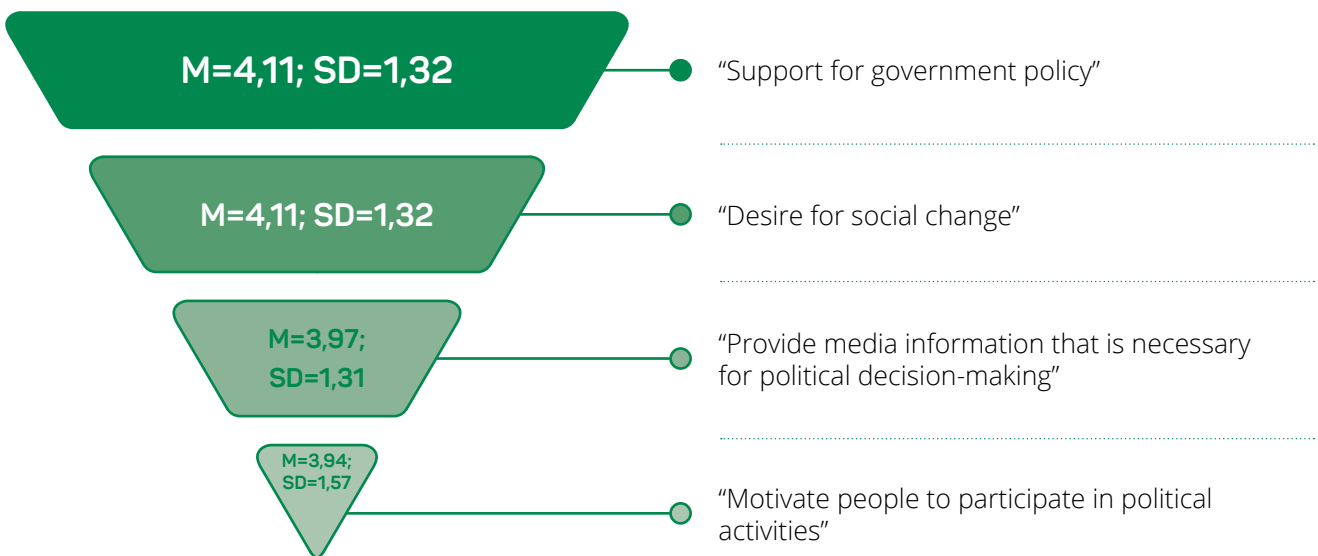 M=4,11; SD=1,32
“Support for government policy”
M=4,11; SD=1,32
“Desire for social change”
M=3,97;
SD=1,31
“Provide media information that is necessary
for political decision-making”
M=3,94;
SD=1,57
“Motivate people to participate in political
activities”